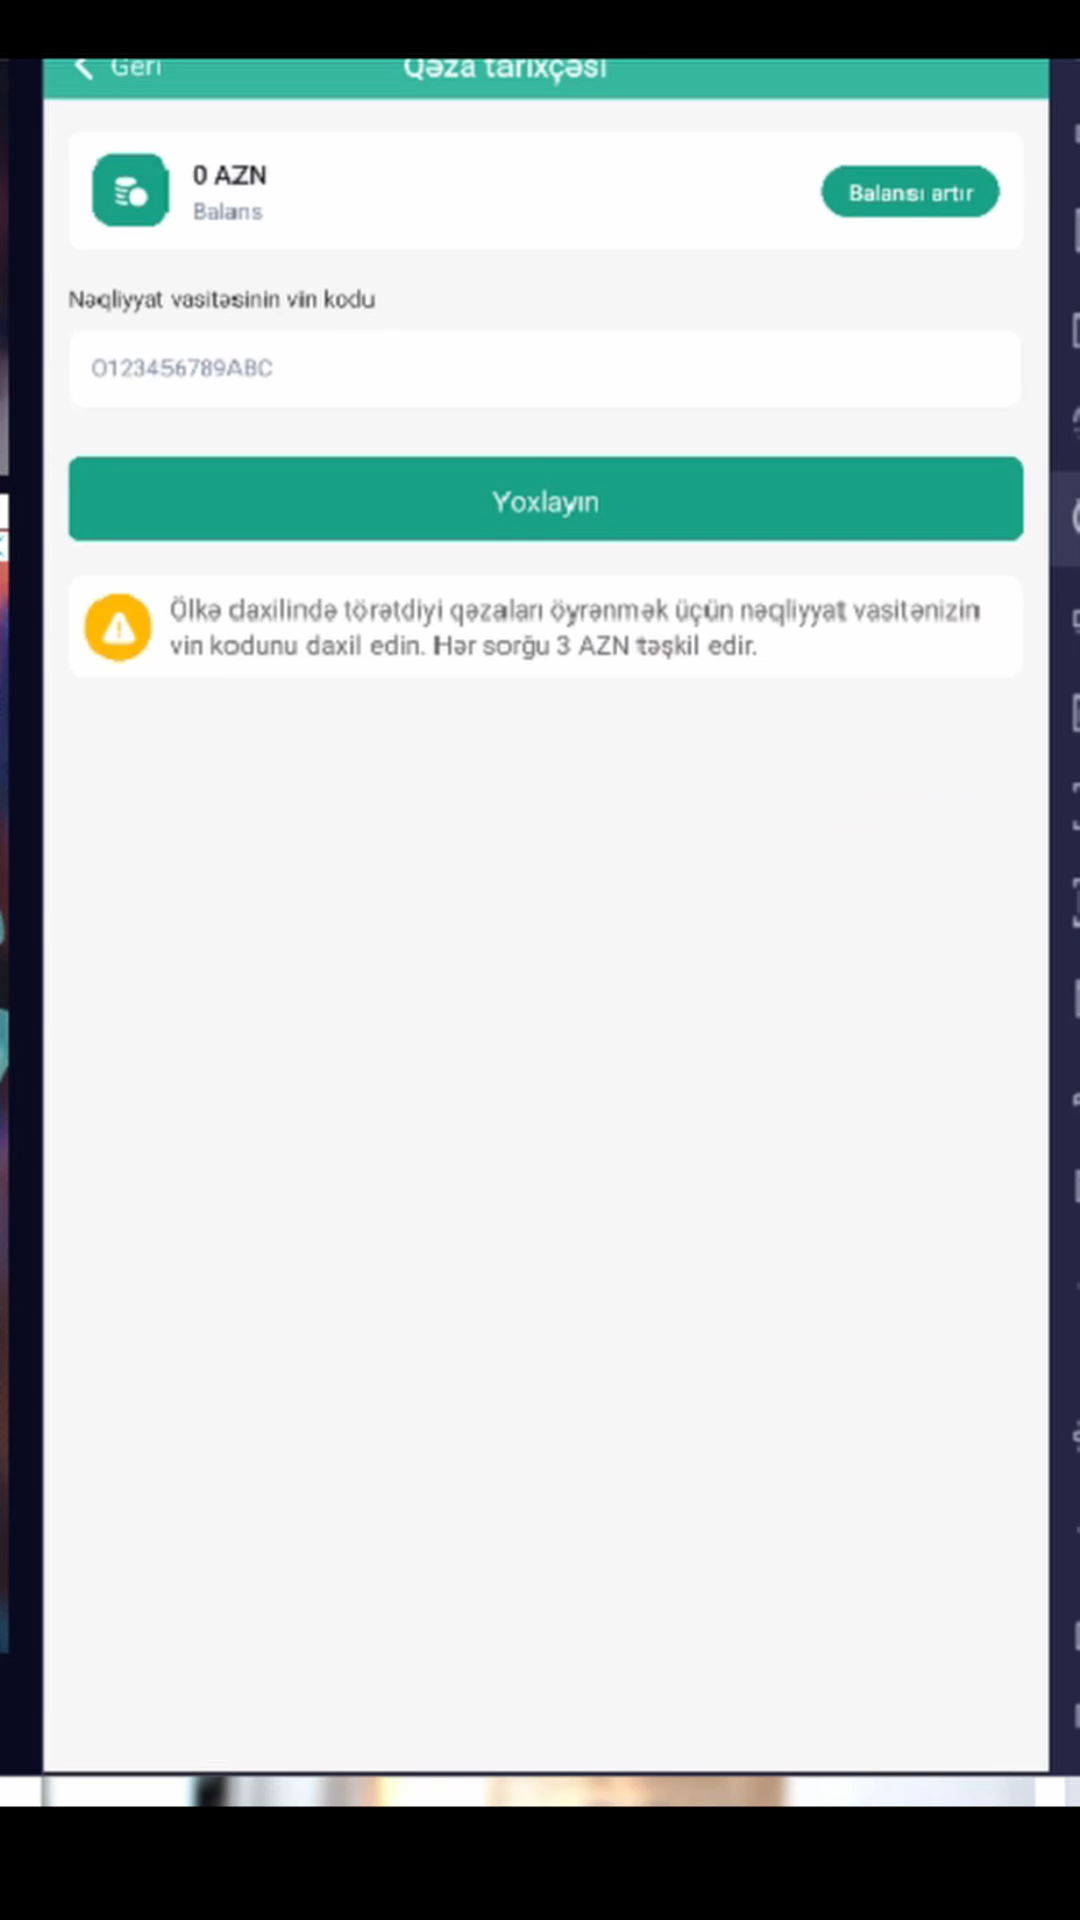 Geri
Qəza tarixçəsi
0 AZN
Balans
Balansı artır
Nəqliyyat vasitəsinin vin kodu
0123456789ABC
Yoxlayın
Ölkə daxilində törətdiyi qəzaları öyrənmək üçün nəqliyyat vasitənizin
vin kodunu daxil edin. Hər sorğu 3 AZN təşkil edir.